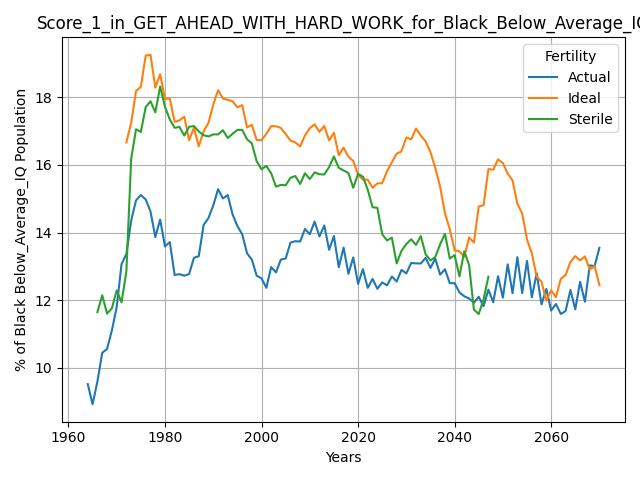 Score_1_in_GET_AHEAD_WITH_HARD_WORK_for_Black_Below_Average_IQ
% of Black Below_Average_IQ Population
Fertility
Actual
Ideal
Sterile
18
16
14
12
10
1960
1980
2000
2020
2040
2060
Years